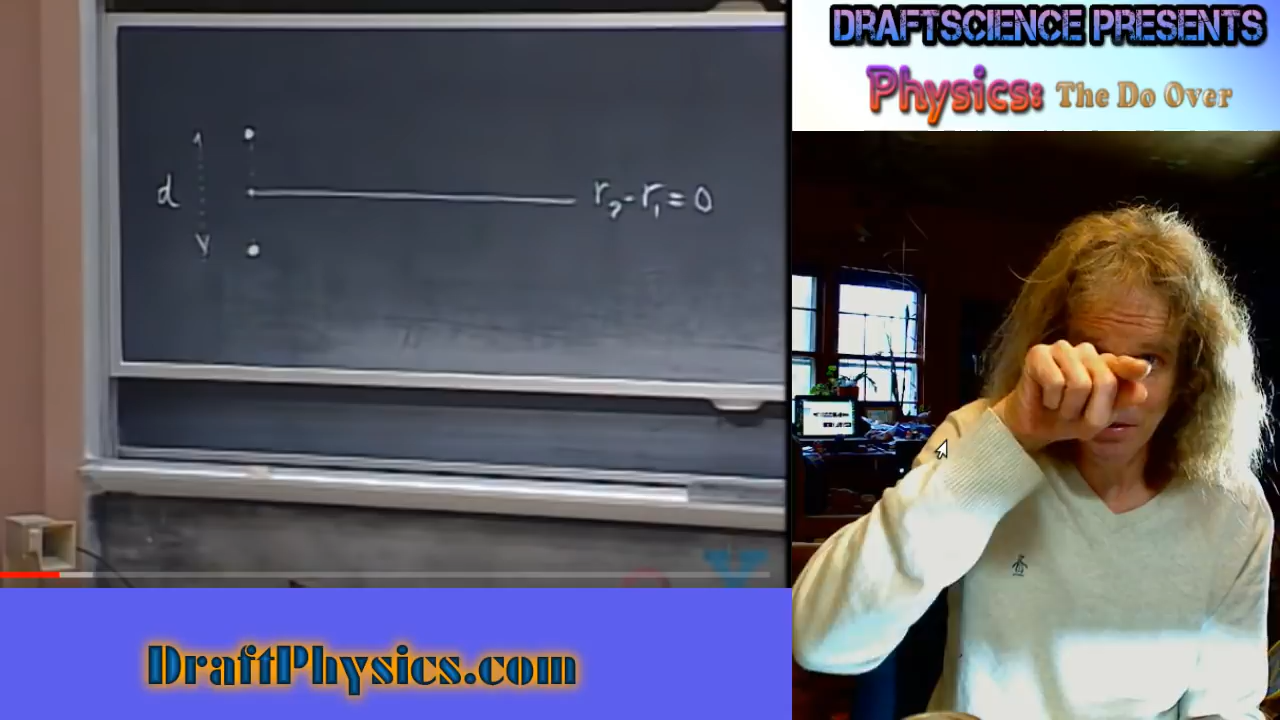 DRAFTSCIENCE PRESENTS
Physics: The Do Over
d
r₂-r₁=0
DraftPhysics.com